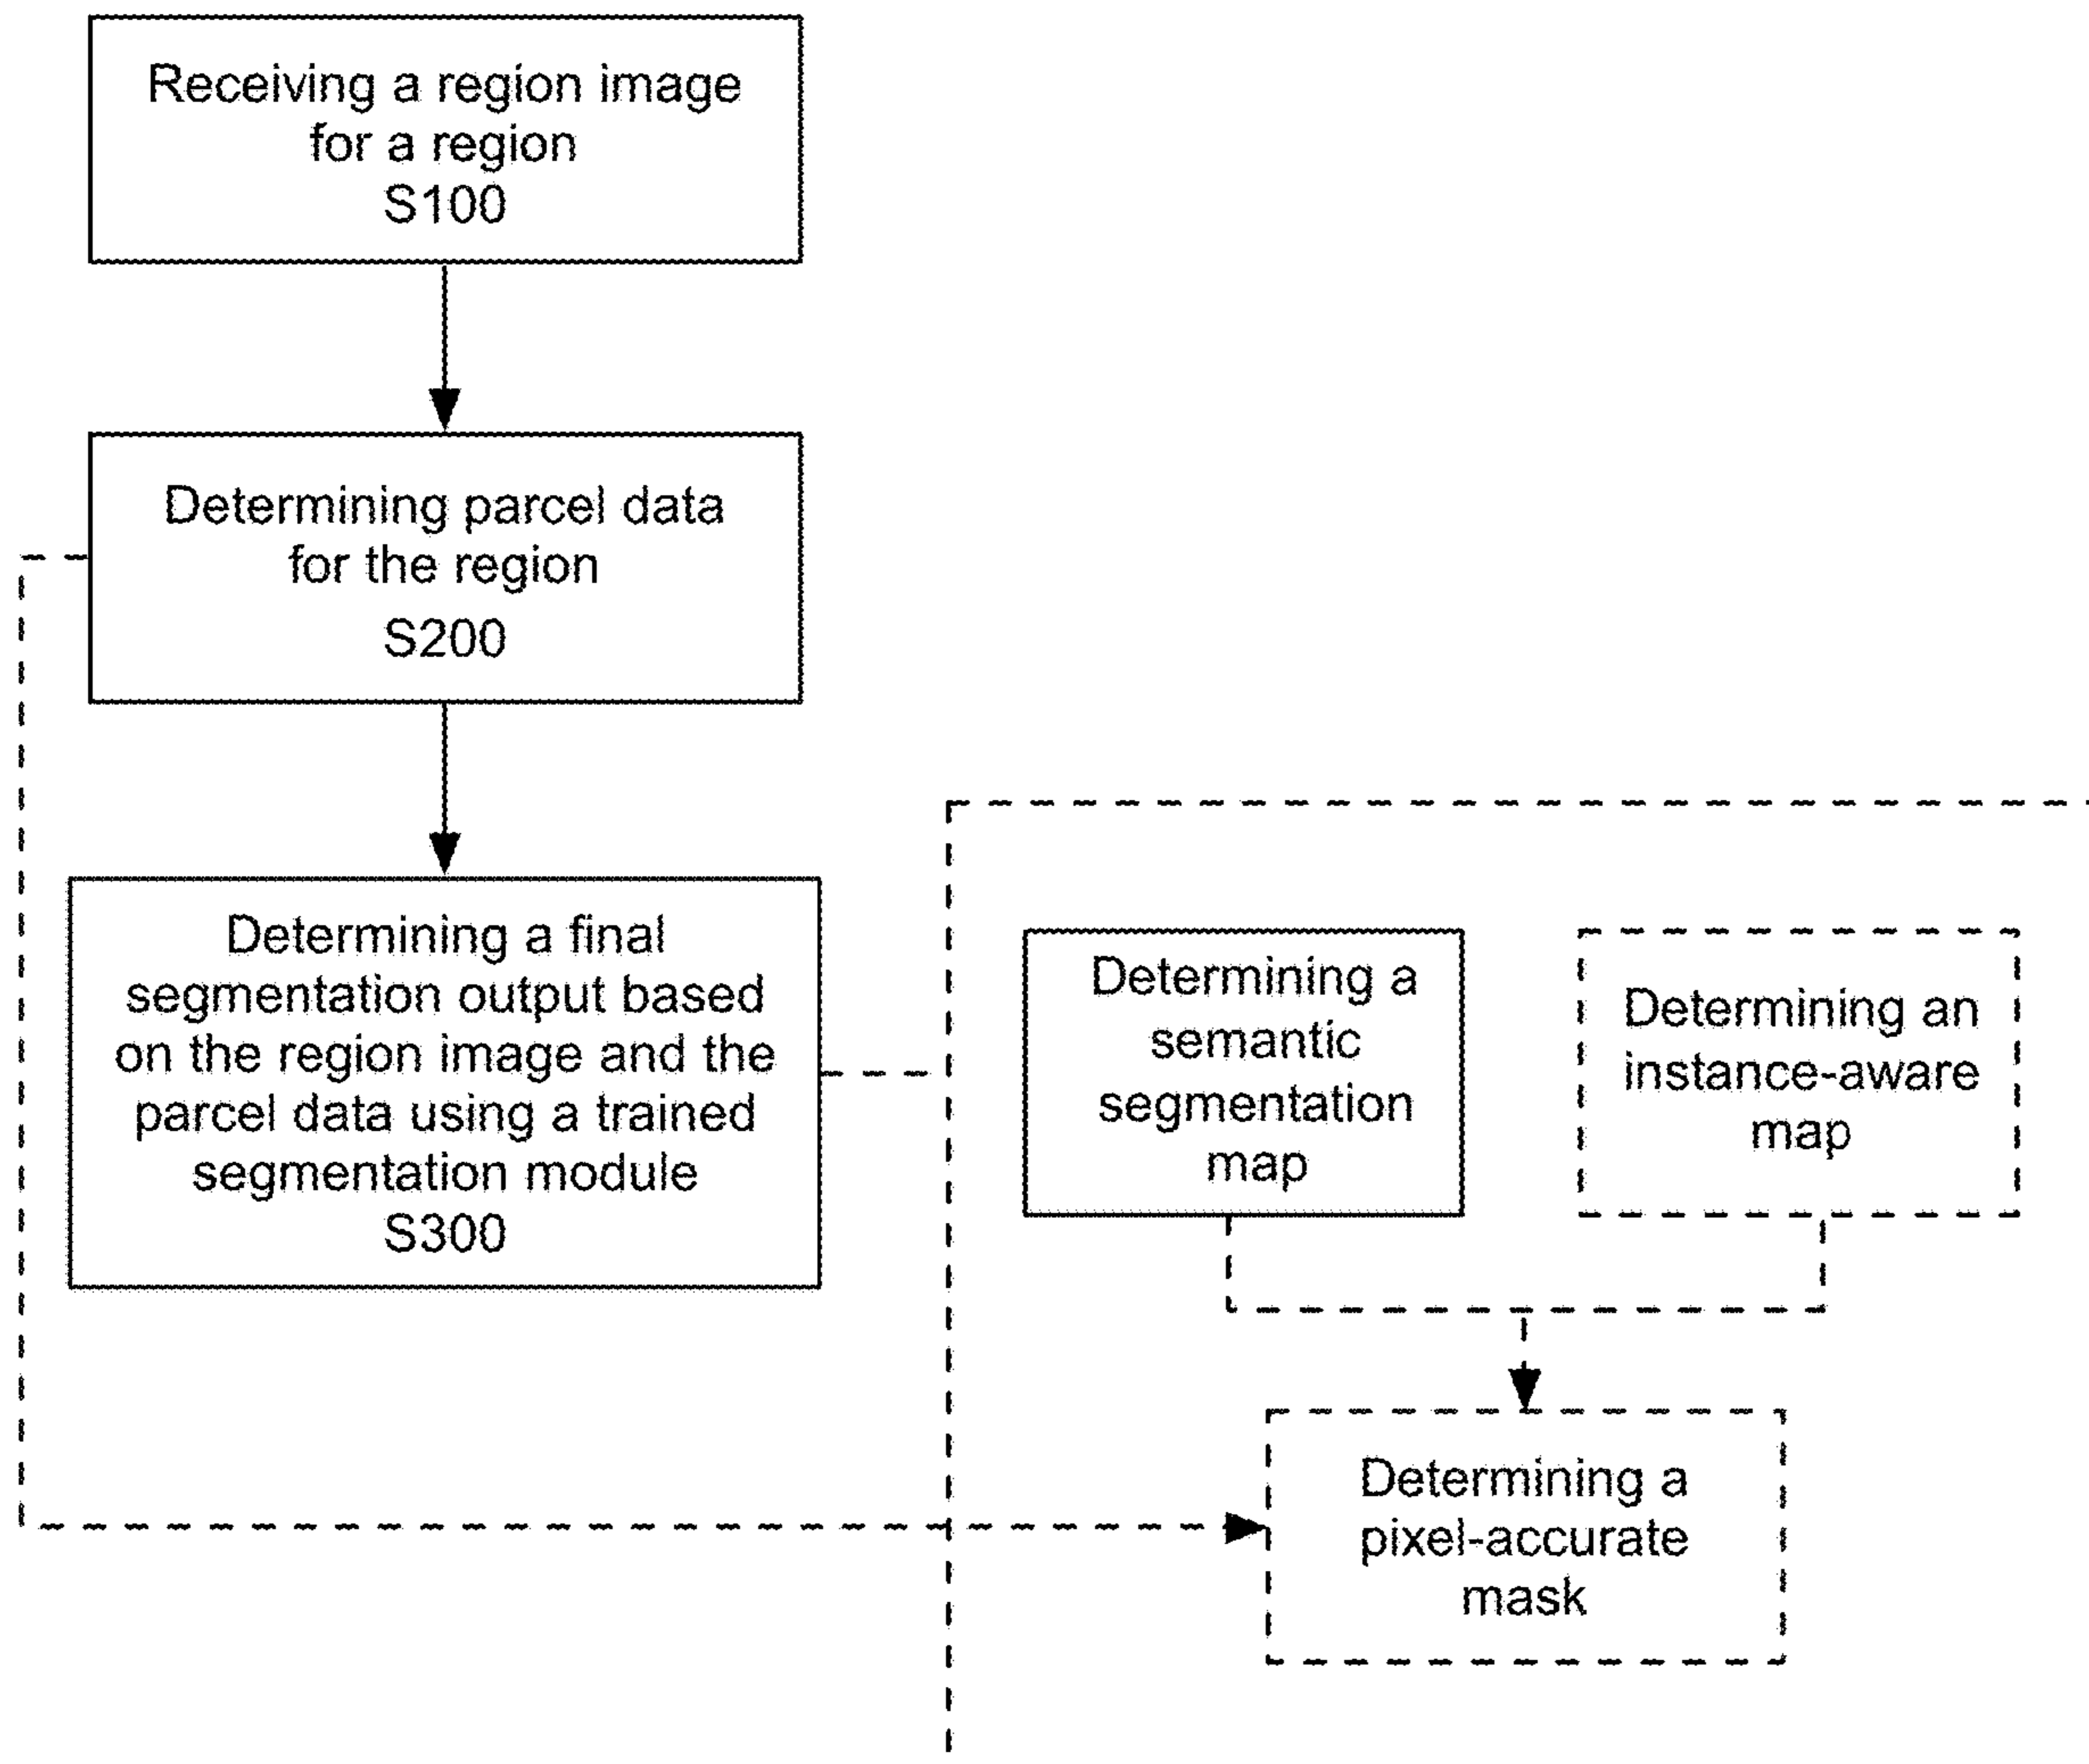 Receiving a region image
for a region
S100
Determining parcel data
for the region
S200
Determining a final
segmentation output based
on the region image and the
parcel data using a trained
segmentation module
S300
Determining a
semantic
segmentation
map
Determining an
instance-aware
map
Determining a
pixel-accurate
mask